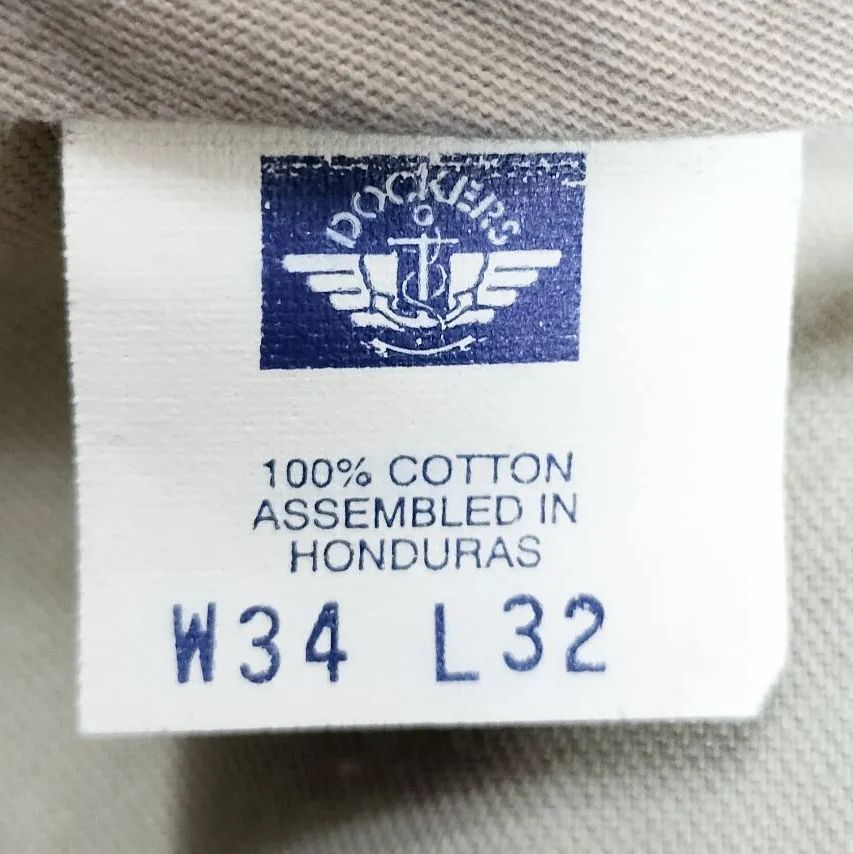 DOCKERS
100% COTTON
ASSEMBLED IN
HONDURAS
W34 L32